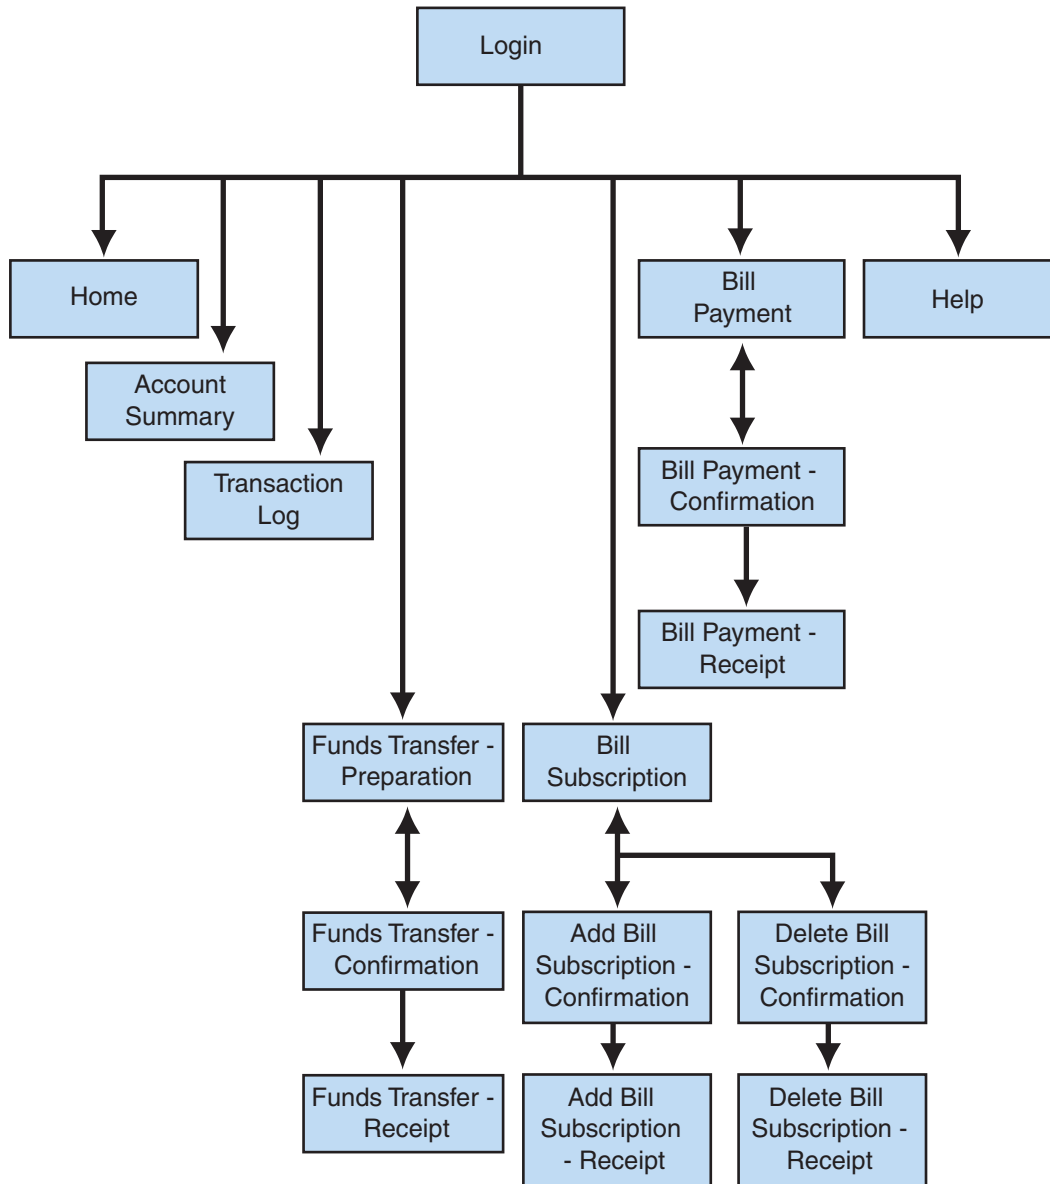 Login
Home
Account
Summary
Transaction
Log
Bill
Payment
Help
Bill Payment -
Confirmation
Bill Payment -
Receipt
Funds Transfer -
Preparation
Bill
Subscription
Funds Transfer -
Confirmation
Add Bill
Subscription -
Confirmation
Delete Bill
Subscription -
Confirmation
Funds Transfer -
Receipt
Add Bill
Subscription
- Receipt
Delete Bill
Subscription -
Receipt